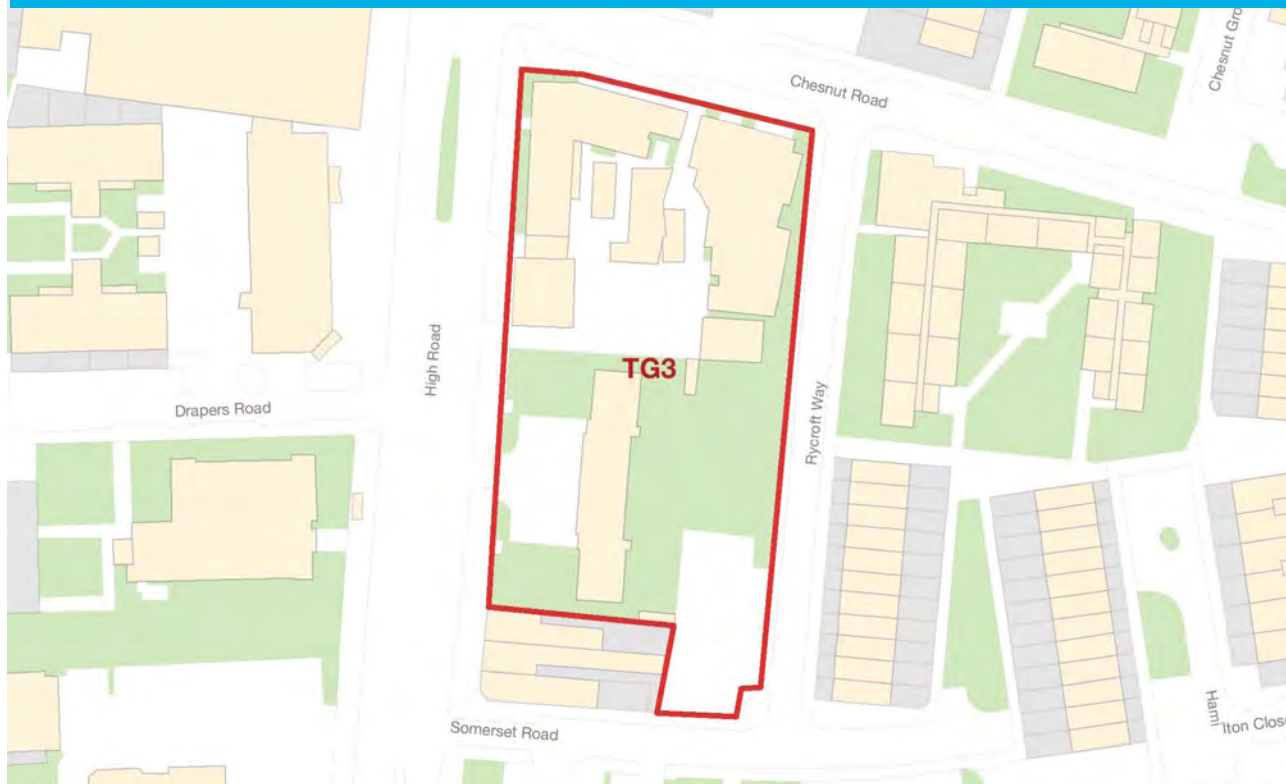 Chesnut Road
Chesnut Gro
High Road
TG3
Drapers Road
Rycroft Way
Somerset Road
Hami
lton Close